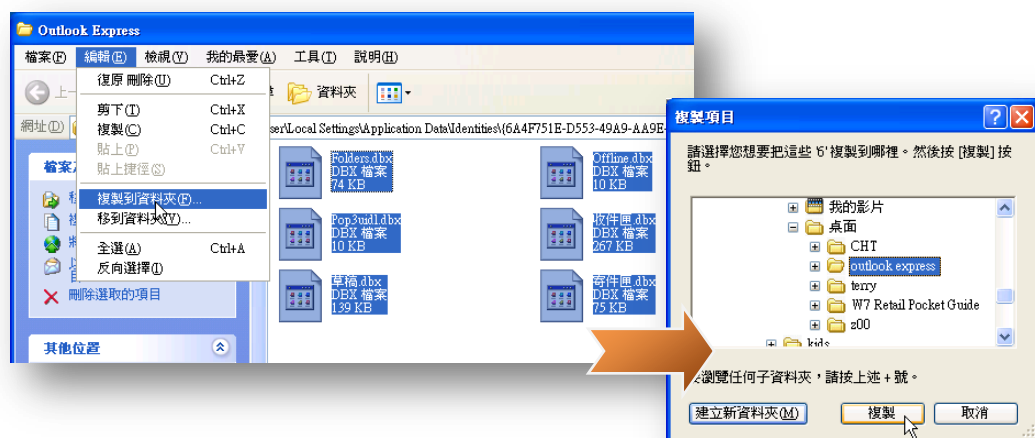 Outlook Express
檔案(F) 編輯(E) 檢視(V) 我的最愛(A) 工具(T) 說明(H)
復原 刪除(U) Ctrl+Z
剪下(T) Ctrl+X
複製(C) Ctrl+C
貼上(P) Ctrl+V
貼上捷徑(S)
複製到資料夾(F)...
移到資料夾(V)...
全選(A) Ctrl+A
反向選擇(I)
上一
資料夾
網址(D)
ser\Local Settings\Application Data\Identities\{6A4F751E-D553-49A9-AA9E-
刪除選取的項目
其他位置
Folders.dbx
DBX 檔案
74 KB
Offline.dbx
DBX 檔案
10 KB
Pop3uidl.dbx
DBX 檔案
10 KB
收件匣.dbx
DBX 檔案
267 KB
草稿.dbx
DBX 檔案
139 KB
寄件匣.dbx
DBX 檔案
75 KB
複製項目
請選擇您想要把這些 '6' 複製到哪裡。然後按 [複製] 按
鈕。
我的影片
桌面
CHT
outlook express
terry
W7 Retail Pocket Guide
z00
kids
瀏覽任何子資料夾，請按上述 + 號。
建立新資料夾(M) 複製 取消